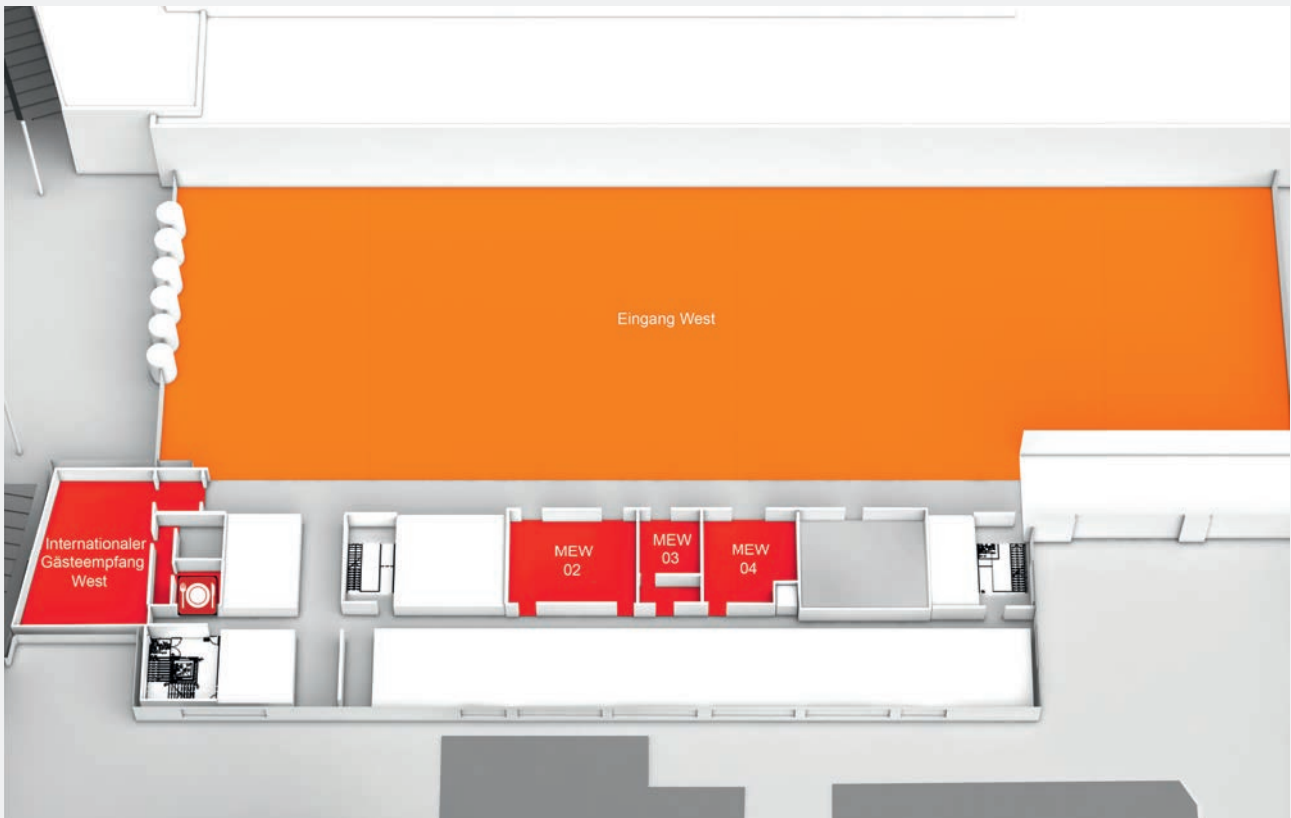 Eingang West
Internationaler
Gästeempfang
West
MEW
02
MEW
03
MEW
04